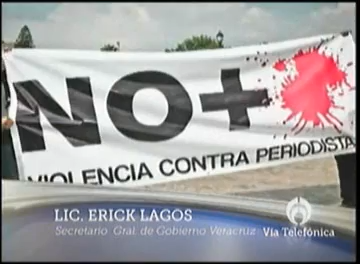 NO+
VIOLENCIA CONTRA PERIODISTA
LIC. ERICK LAGOS
Secretario Gral. de Gobierno Veracruz
Vía Telefónica